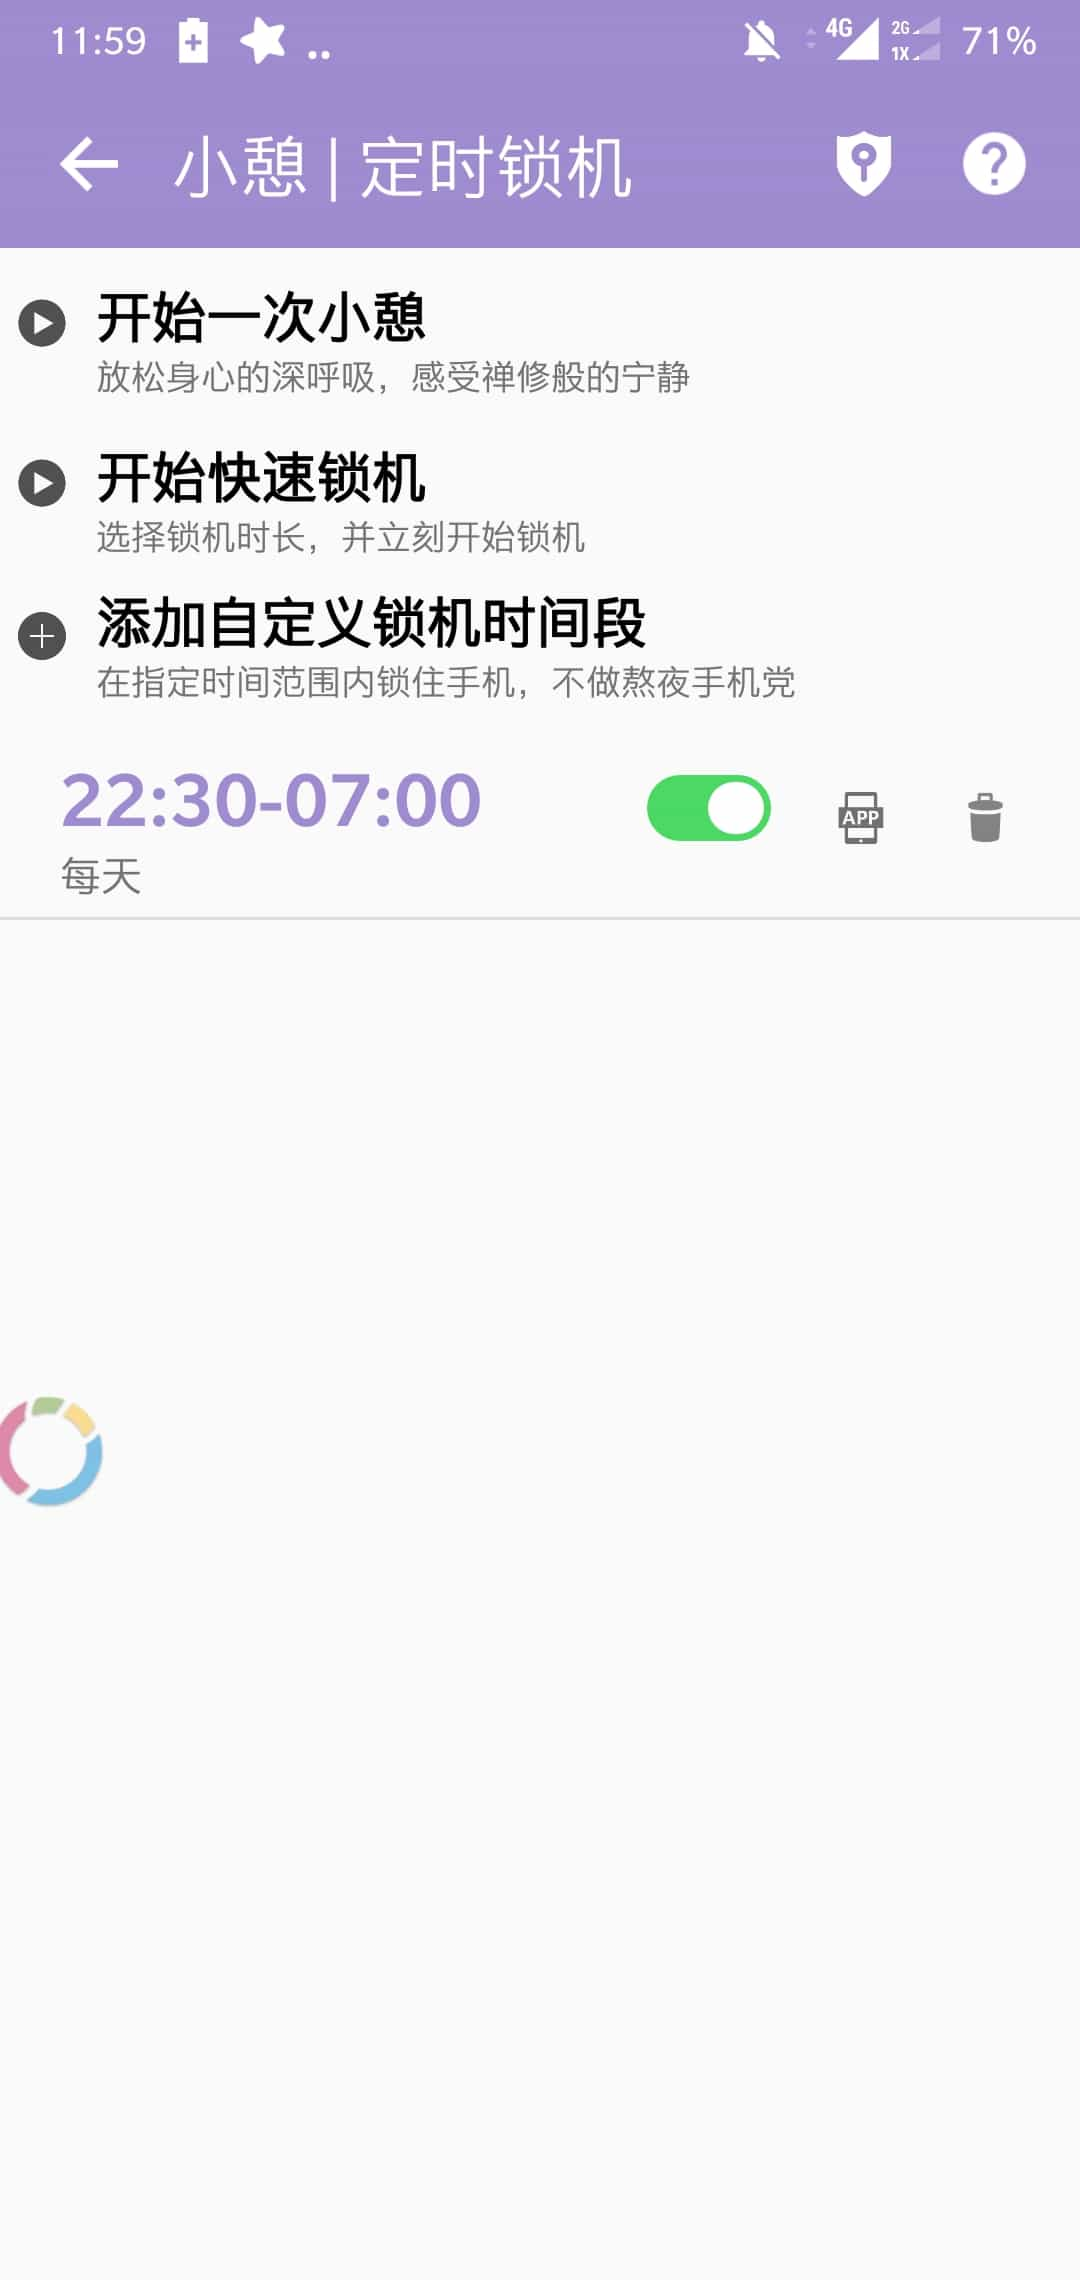 11:59
4G
2G
1X
71%
小憩 | 定时锁机
开始一次小憩
放松身心的深呼吸，感受禅修般的宁静
开始快速锁机
选择锁机时长，并立刻开始锁机
添加自定义锁机时间段
在指定时间范围内锁住手机，不做熬夜手机党
22:30-07:00
APP
每天